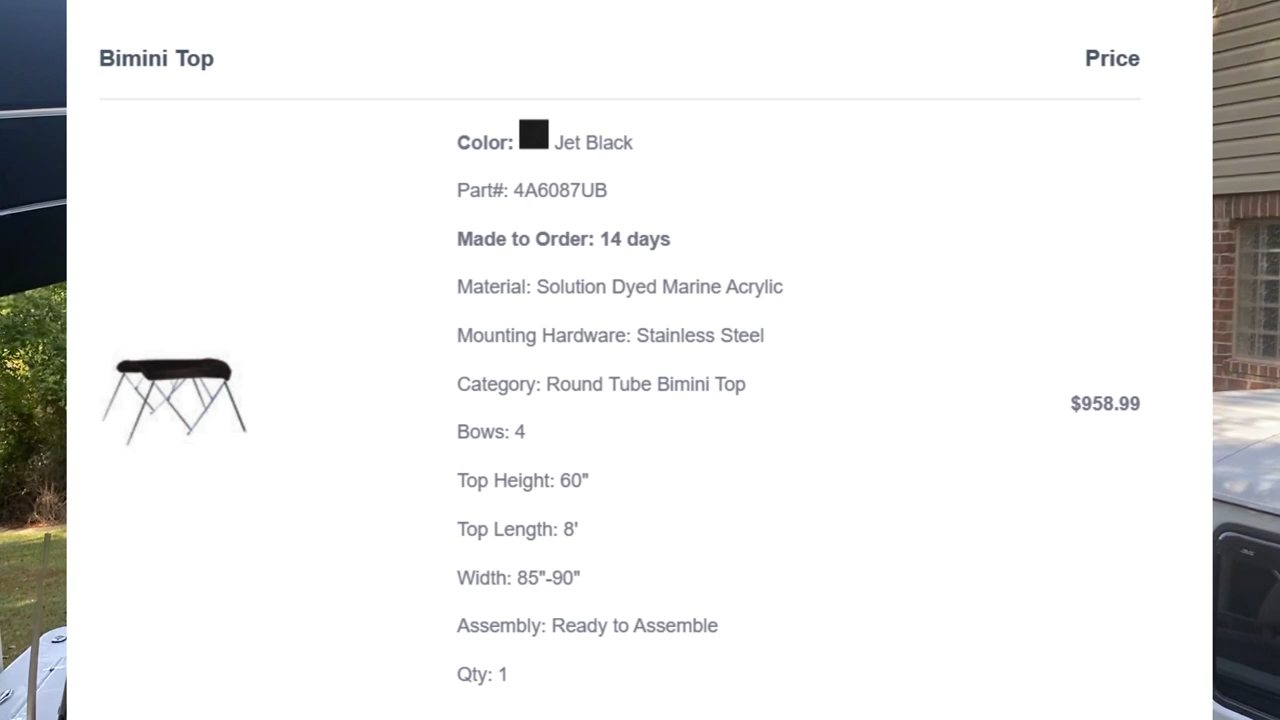 Bimini Top Price
Color: Jet Black
Part#: 4A6087UB
Made to Order: 14 days
Material: Solution Dyed Marine Acrylic
Mounting Hardware: Stainless Steel
Category: Round Tube Bimini Top
$958.99
Bows: 4
Top Height: 60"
Top Length: 8'
Width: 85"-90"
Assembly: Ready to Assemble
Qty: 1